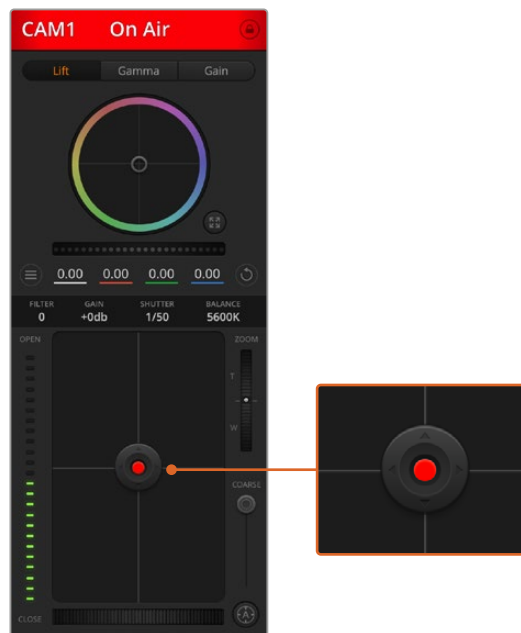 CAM1 On Air
Lift Gamma Gain
0.00 0.00 0.00 0.00
FILTER GAIN SHUTTER BALANCE
0 +0db 1/50 5600K
OPEN ZOOM
T
W
COARSE
A
CLOSE